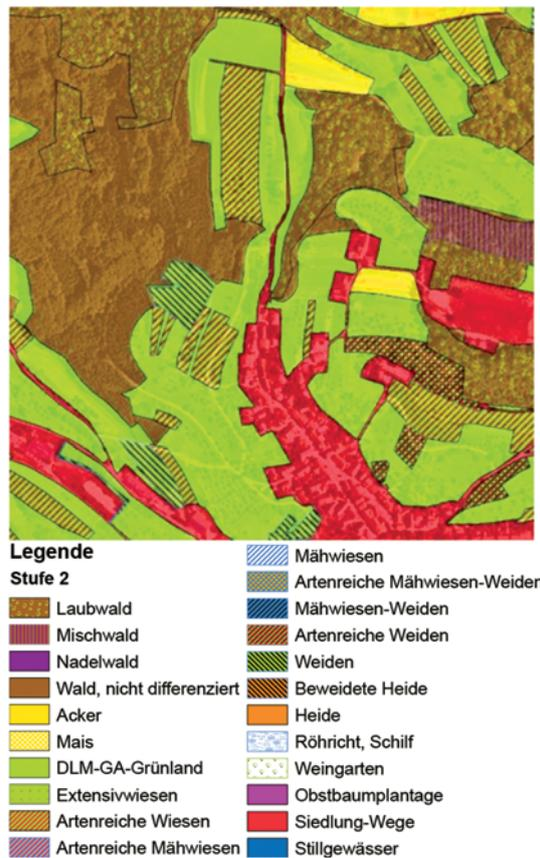 Legende
Stufe 2
Laubwald
Mischwald
Nadelwald
Wald, nicht differenziert
Acker
Mais
DLM-GA-Grünland
Extensivwiesen
Artenreiche Wiesen
Artenreiche Mähwiesen
Mähwiesen
Artenreiche Mähwiesen-Weiden
Mähwiesen-Weiden
Artenreiche Weiden
Weiden
Beweidete Heide
Heide
Röhricht, Schilf
Weingarten
Obstbaumplantage
Siedlung-Wege
Stillgewässer